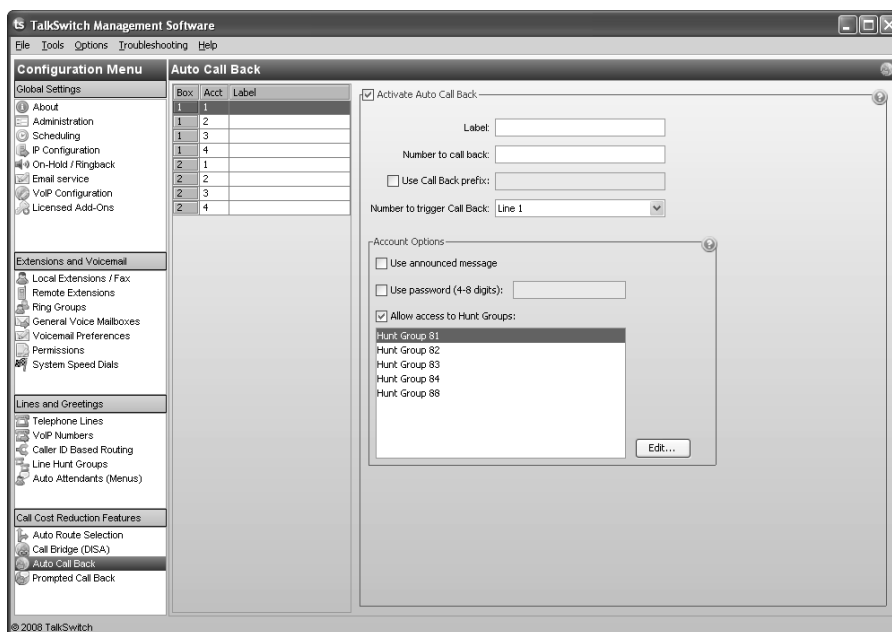 ts TalkSwitch Management Software
File Tools Options Troubleshooting Help
Configuration Menu
Global Settings
About
Administration
Scheduling
IP Configuration
On-Hold / Ringback
Email service
VoIP Configuration
Licensed Add-Ons
Extensions and Voicemail
Local Extensions / Fax
Remote Extensions
Ring Groups
General Voice Mailboxes
Voicemail Preferences
Permissions
System Speed Dials
Lines and Greetings
Telephone Lines
VoIP Numbers
Caller ID Based Routing
Line Hunt Groups
Auto Attendants (Menus)
Call Cost Reduction Features
Auto Route Selection
Call Bridge (DISA)
Auto Call Back
Prompted Call Back
Auto Call Back
Box Acct Label
1 1
1 2
1 3
1 4
2 1
2 2
2 3
2 4
Activate Auto Call Back
Label:
Number to call back:
Use Call Back prefix:
Number to trigger Call Back: Line 1
Account Options
Use announced message
Use password (4-8 digits):
Allow access to Hunt Groups:
Hunt Group 81
Hunt Group 82
Hunt Group 83
Hunt Group 84
Hunt Group 88
Edit...
© 2008 TalkSwitch